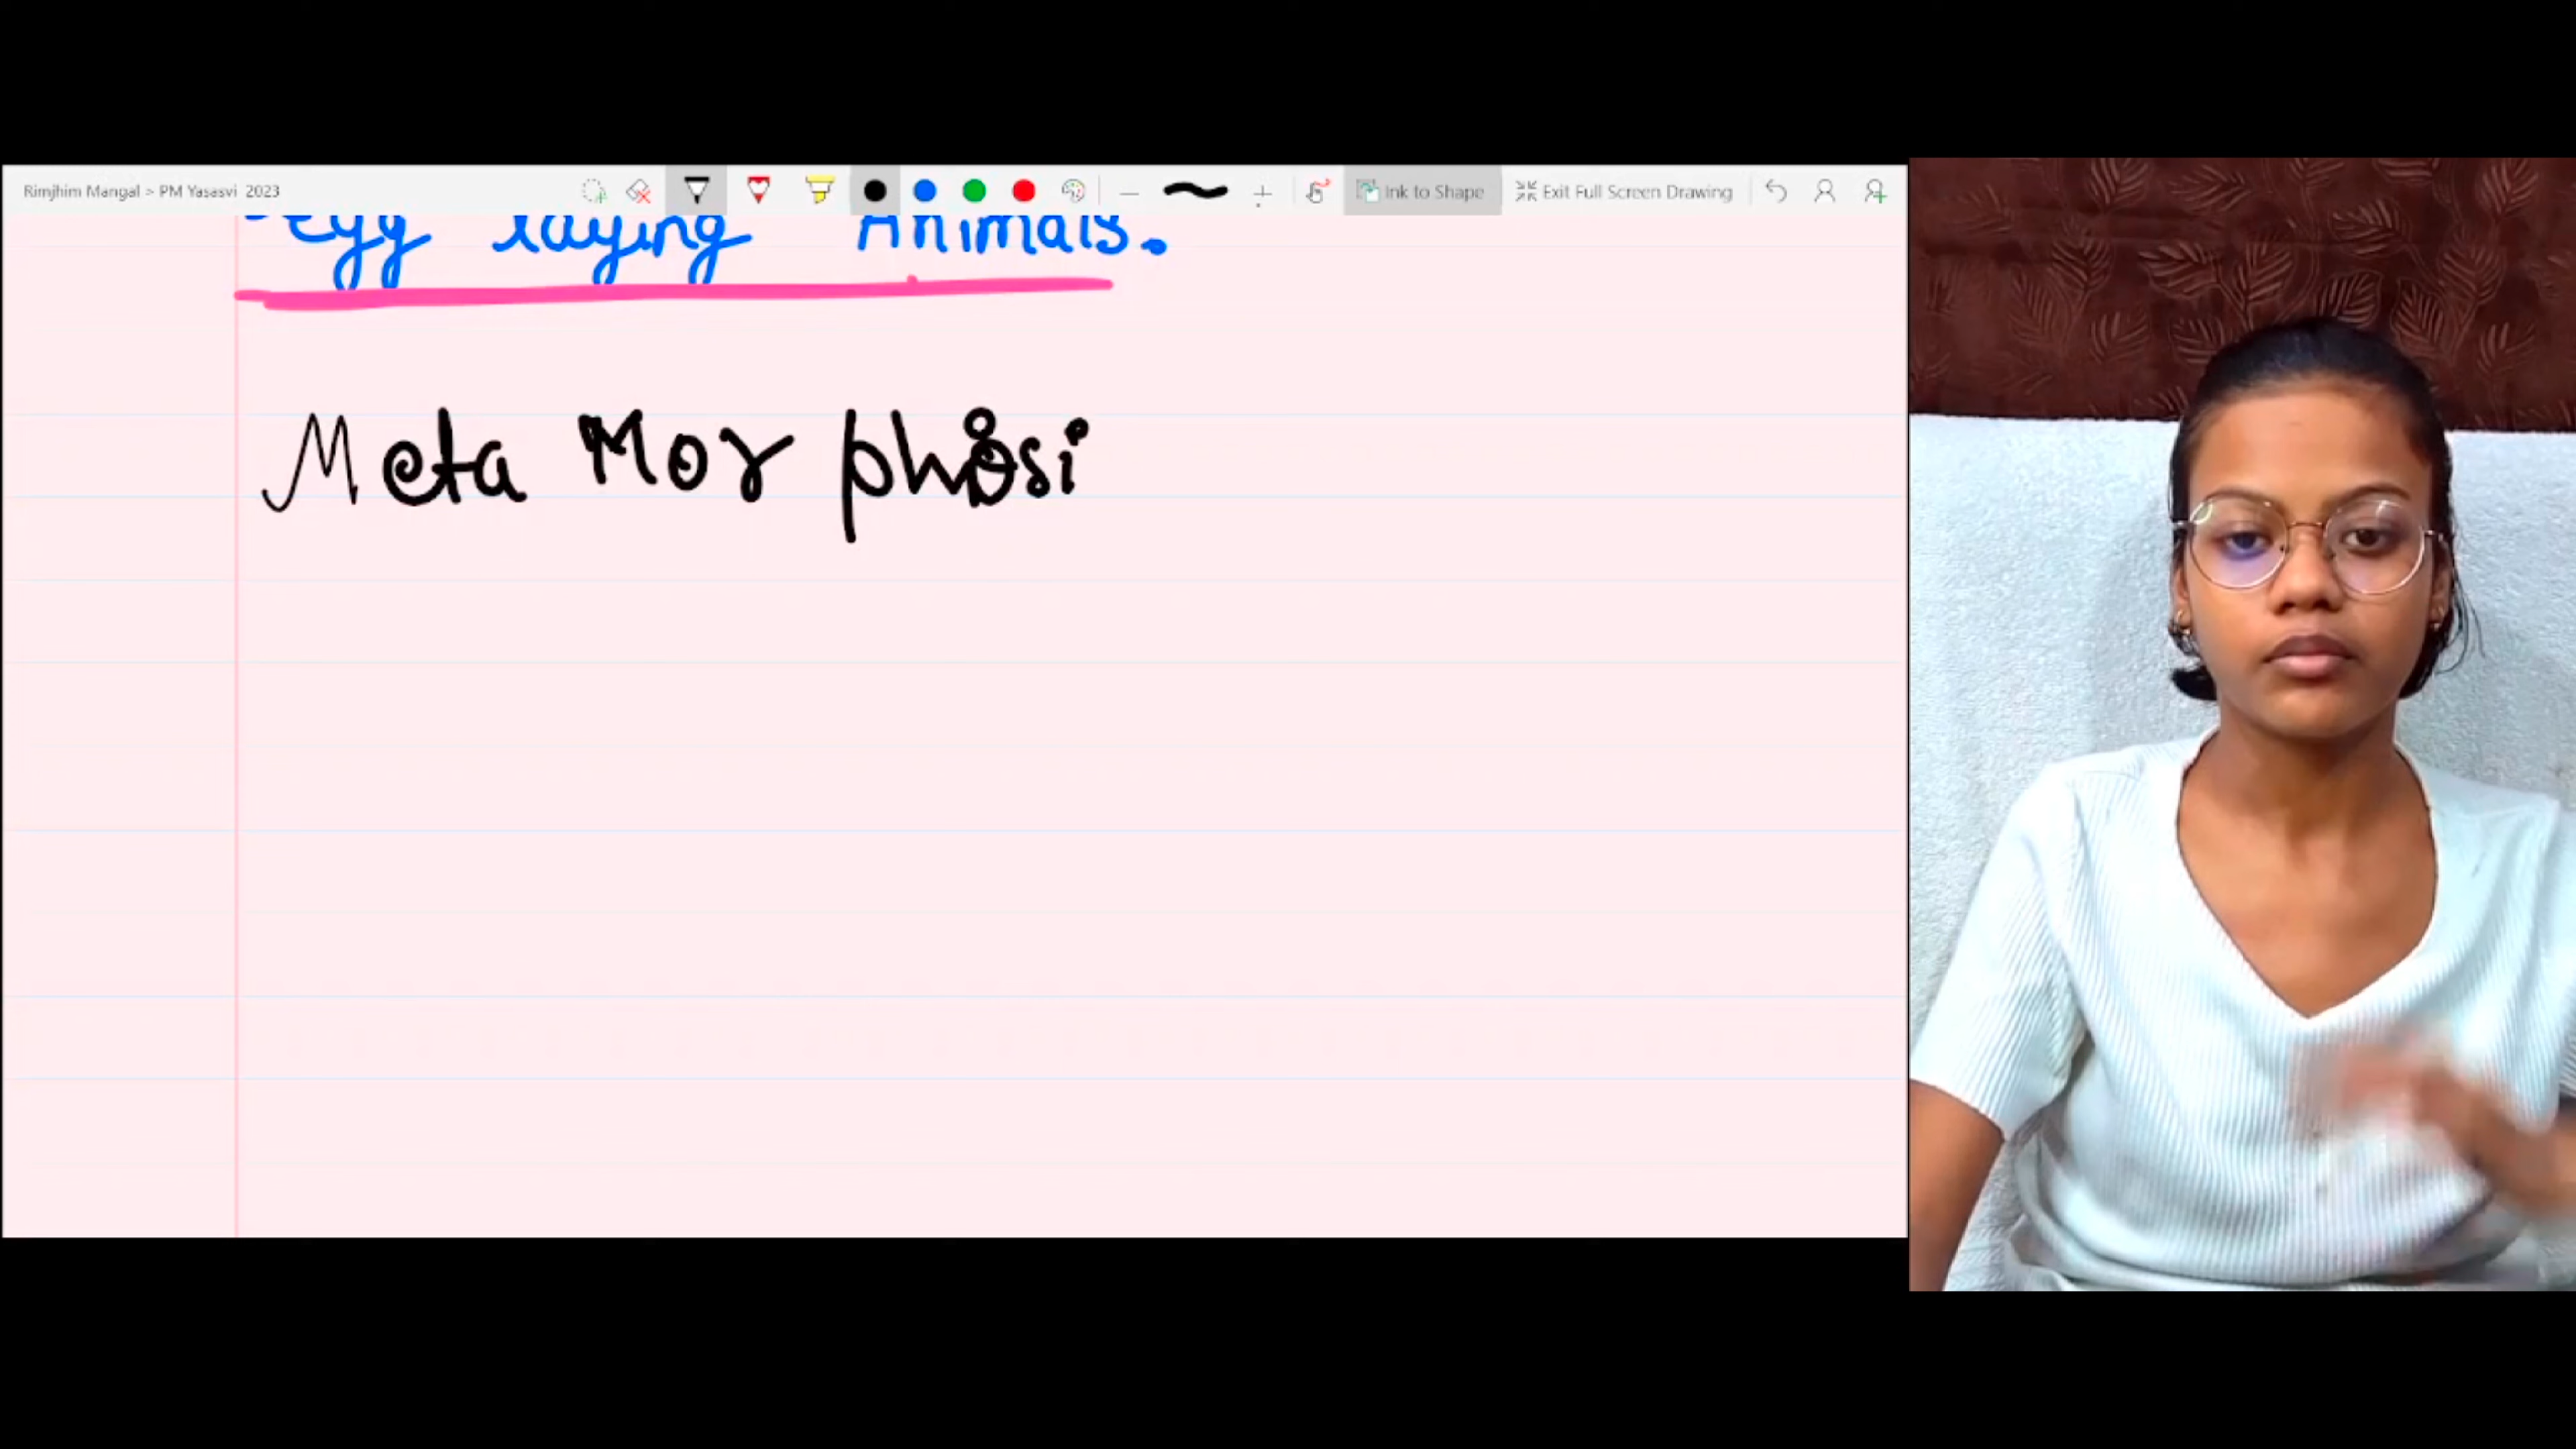 Rimjhim Mangal > PM Yasasvi 2023 Ink to Shape Exit Full Screen Drawing
egg laying Animals.
Meta Mor phosi